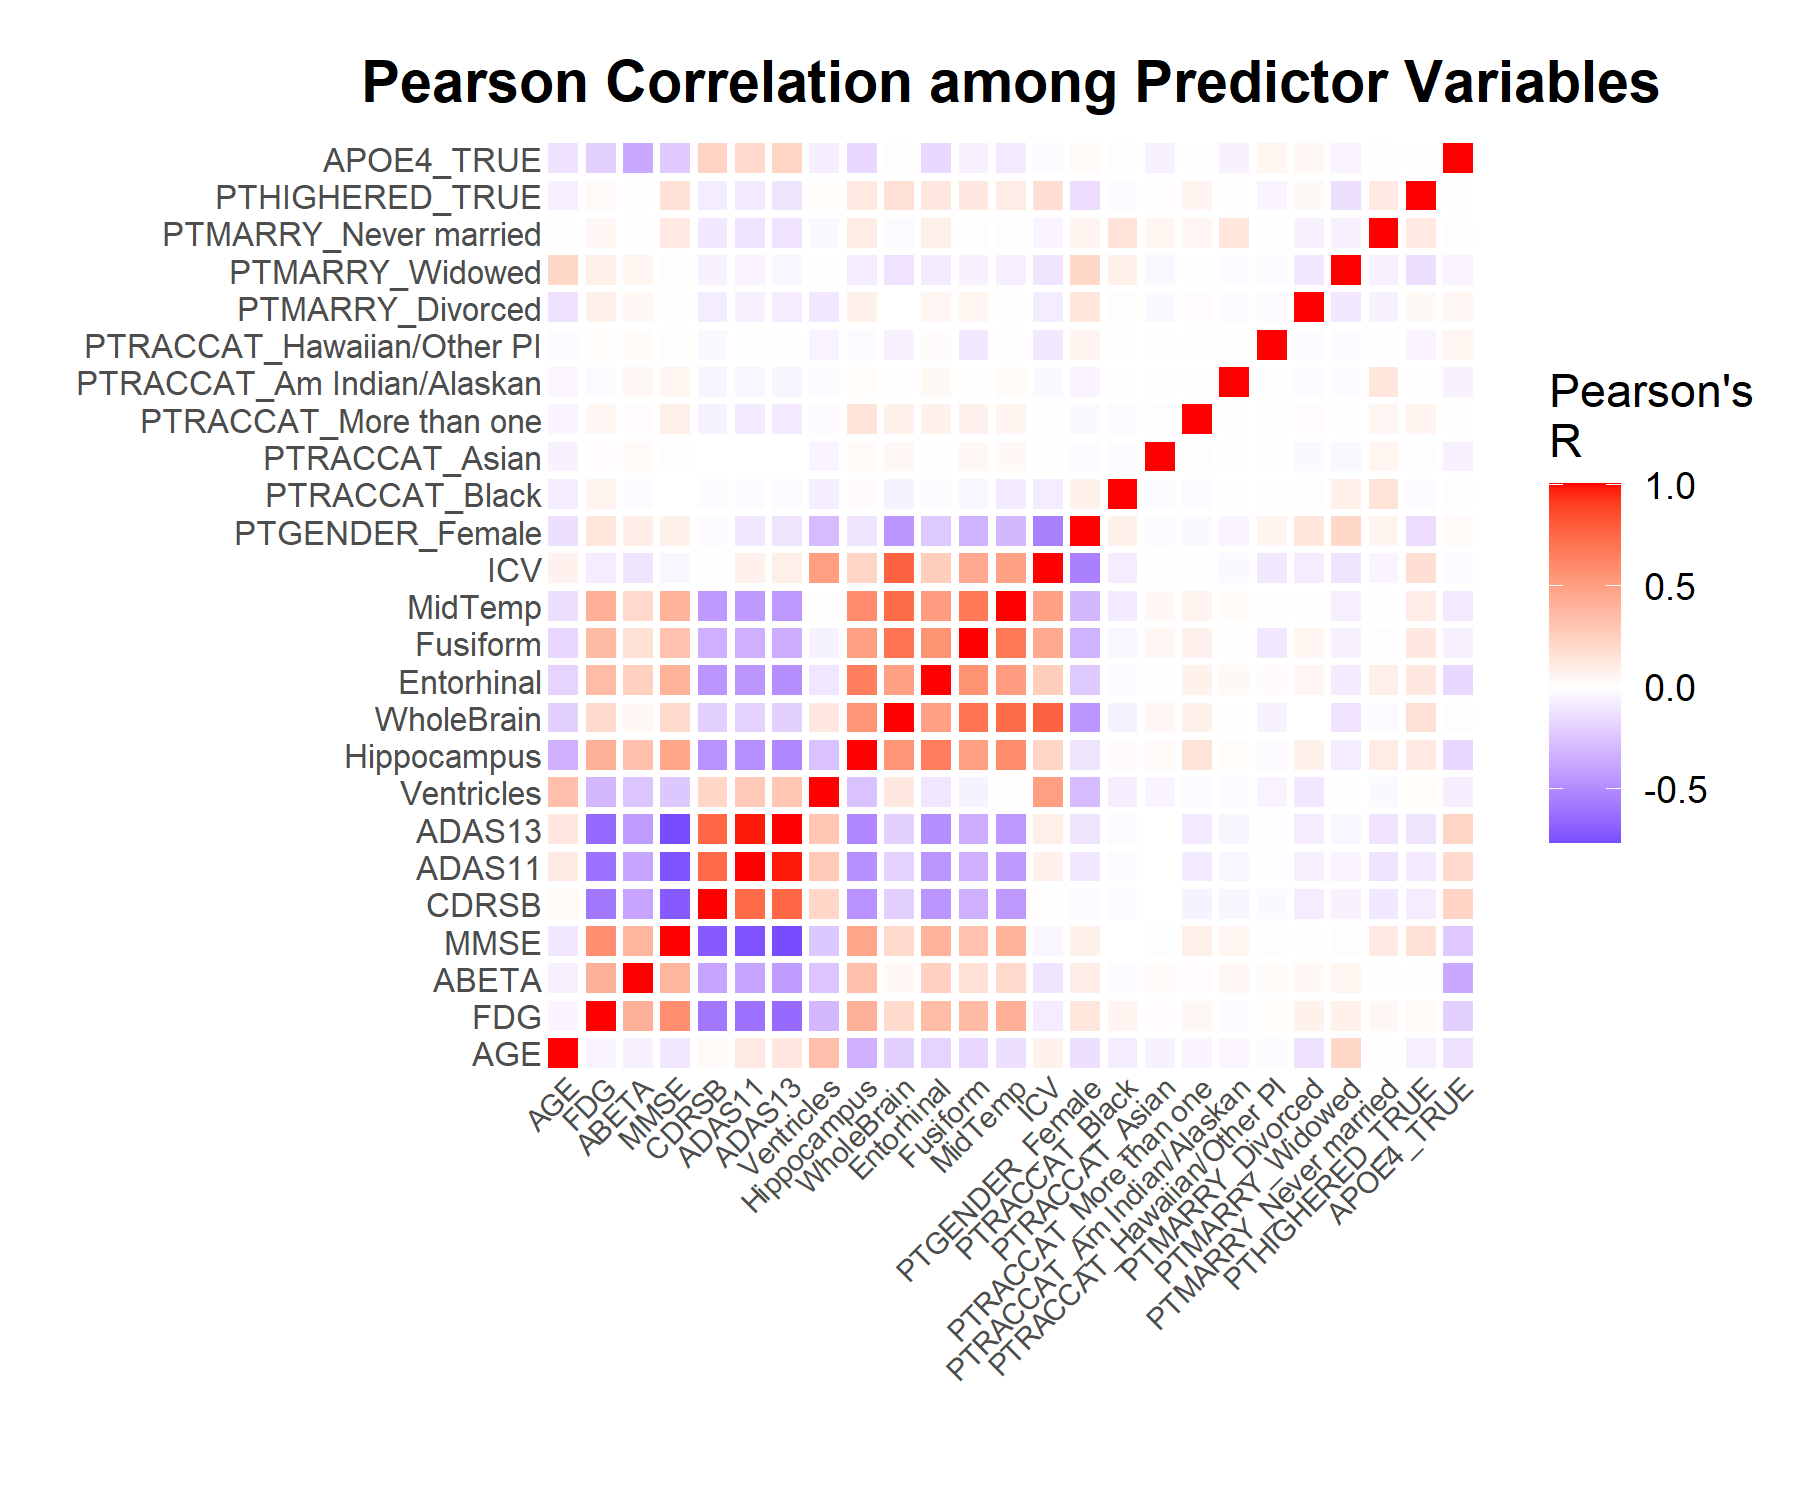 Pearson Correlation among Predictor Variables
APOE4_TRUE
PTHIGHERED_TRUE
PTMARRY_Never married
PTMARRY_Widowed
PTMARRY_Divorced
PTRACCAT_Hawaiian/Other PI
PTRACCAT_Am Indian/Alaskan
PTRACCAT_More than one
PTRACCAT_Asian
PTRACCAT_Black
PTGENDER_Female
ICV
MidTemp
Fusiform
Entorhinal
WholeBrain
Hippocampus
Ventricles
ADAS13
ADAS11
CDRSB
MMSE
ABETA
FDG
AGE
AGE
FDG
ABETA
MMSE
CDRSB
ADAS11
ADAS13
Ventricles
Hippocampus
WholeBrain
Entorhinal
Fusiform
MidTemp
ICV
PTGENDER_Female
PTRACCAT_Black
PTRACCAT_Asian
PTRACCAT_More than one
PTRACCAT_Am Indian/Alaskan
PTRACCAT_Hawaiian/Other PI
PTMARRY_Divorced
PTMARRY_Widowed
PTMARRY_Never married
PTHIGHERED_TRUE
APOE4_TRUE
Pearson's
R
1.0
0.5
0.0
-0.5